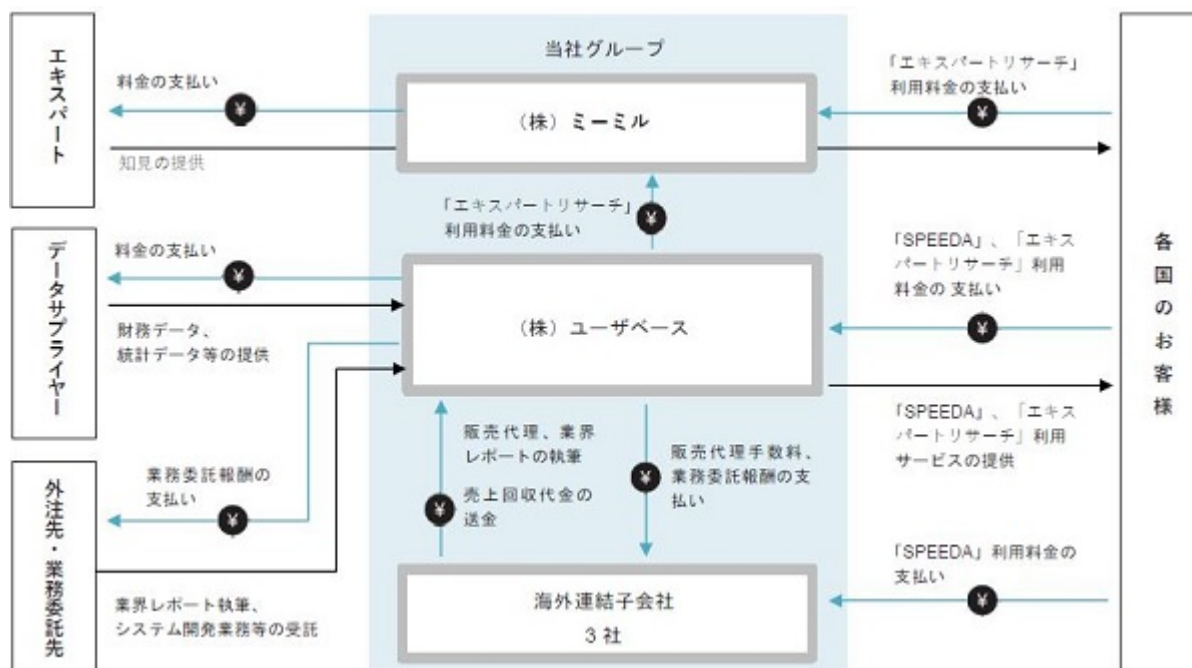 エキスパート
料金の支払い
¥
知見の提供
データサプライヤー
料金の支払い
¥
財務データ、
統計データ等の提供
外注先・業務委託先
業務委託報酬の
支払い
¥
業界レポート執筆、
システム開発業務等の受託
当社グループ
(株)ミーミル
「エキスパートリサーチ」
利用料金の支払い
¥
(株)ユーザベース
販売代理、業界
レポートの執筆
¥
売上回収代金の
送金
¥
販売代理手数料、
業務委託報酬の支
払い
海外連結子会社
3社
「エキスパートリサーチ」
利用料金の支払い
¥
「SPEEDA」、「エキス
パートリサーチ」利用
料金の支払い
¥
「SPEEDA」、「エキス
パートリサーチ」利用
サービスの提供
「SPEEDA」利用料金の
支払い
¥
各国のお客様